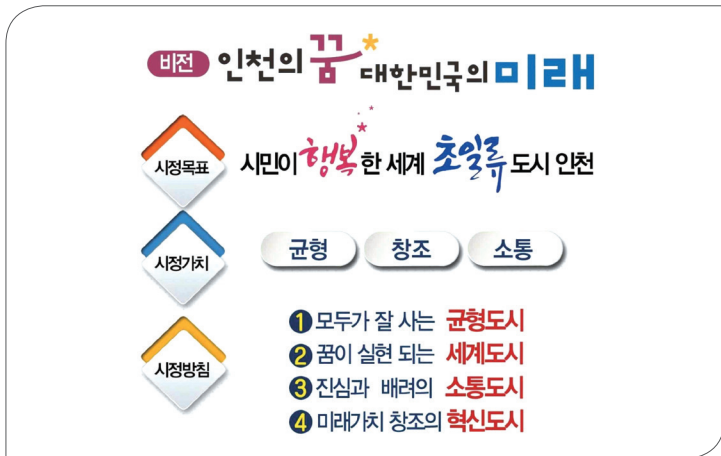 비전 인천의 꿈 대한민국의 미래
시정목표 시민이 행복한 세계 초일류 도시 인천
시정가치 균형 창조 소통
시정방침
1 모두가 잘 사는 균형도시
2 꿈이 실현 되는 세계도시
3 진심과 배려의 소통도시
4 미래가치 창조의 혁신도시